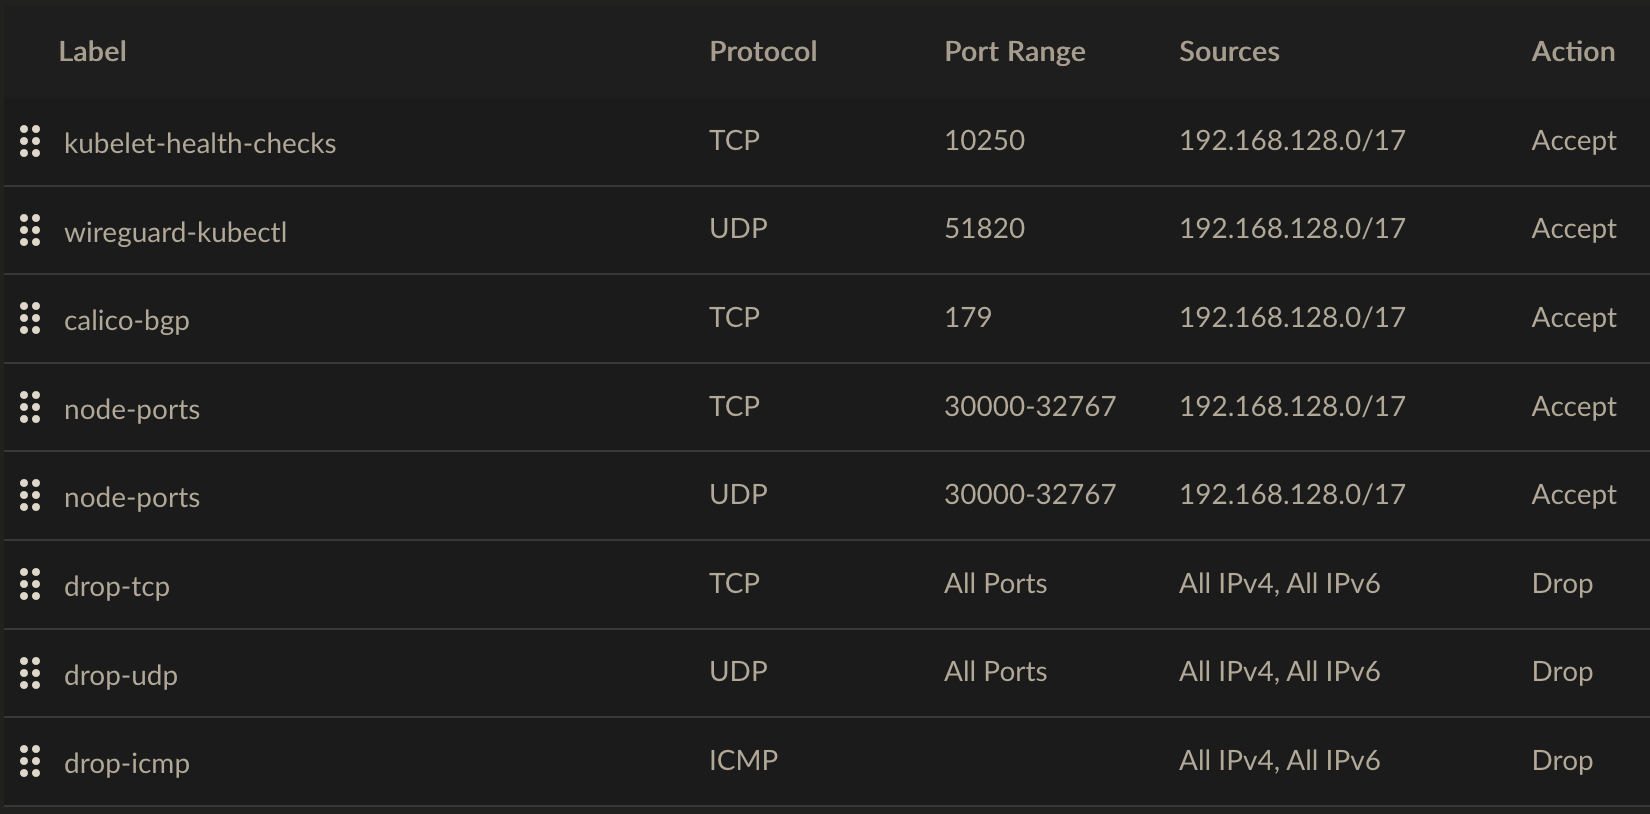 Label Protocol Port Range Sources Action
kubelet-health-checks TCP 10250 192.168.128.0/17 Accept
wireguard-kubectl UDP 51820 192.168.128.0/17 Accept
calico-bgp TCP 179 192.168.128.0/17 Accept
node-ports TCP 30000-32767 192.168.128.0/17 Accept
node-ports UDP 30000-32767 192.168.128.0/17 Accept
drop-tcp TCP All Ports All IPv4, All IPv6 Drop
drop-udp UDP All Ports All IPv4, All IPv6 Drop
drop-icmp ICMP All IPv4, All IPv6 Drop